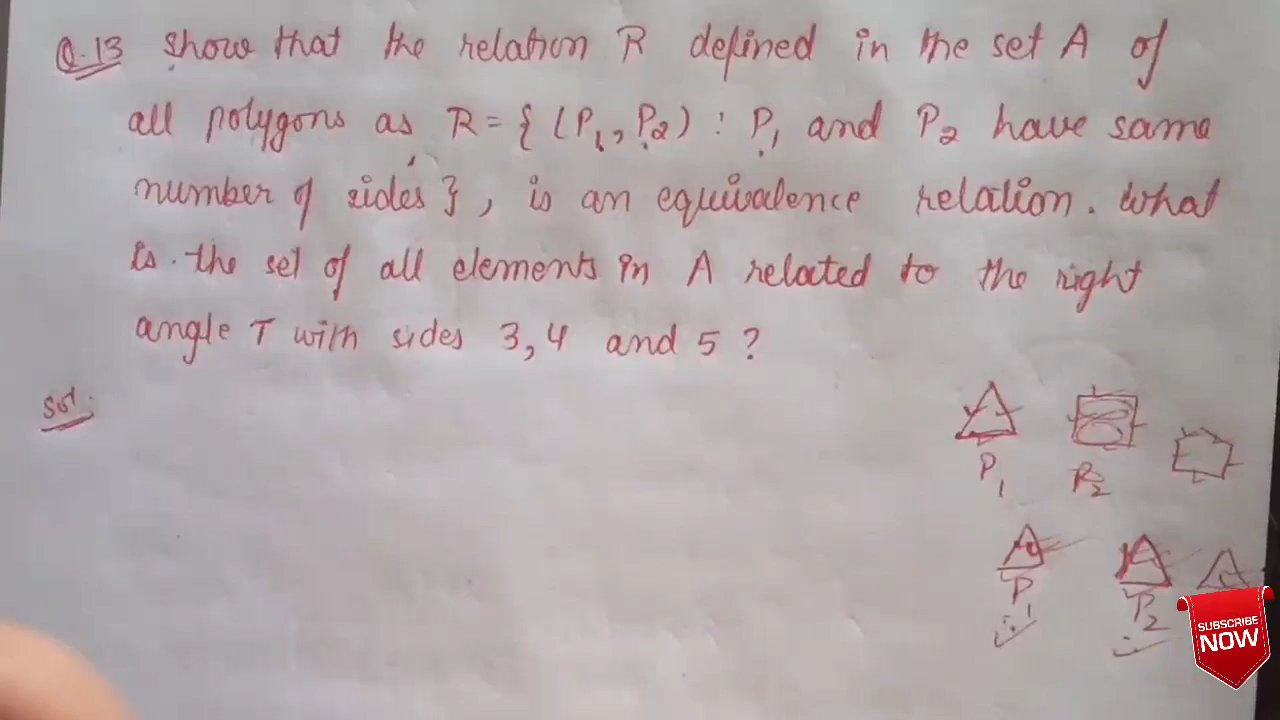 Q.13 show that the relation R defined in the set A of
all polygons as R = { (P1, P2) : P1 and P2 have same
number of sides }, is an equivalence relation. What
is the set of all elements in A related to the right
angle T with sides 3, 4 and 5 ?
Sol.
P1 P2
P1 P2
SUBSCRIBE
NOW